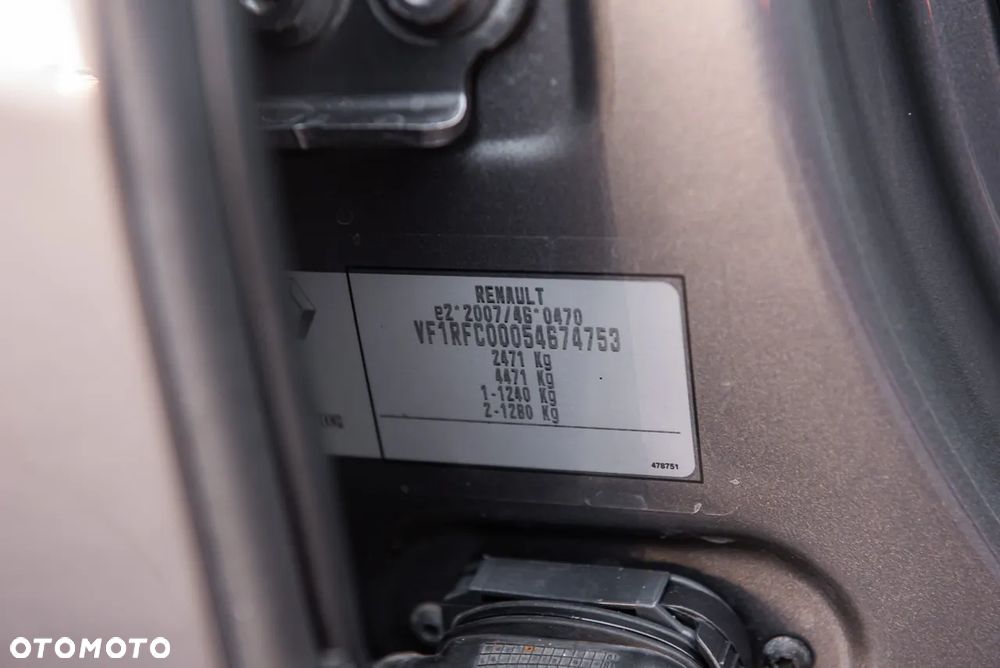 RENAULT
e2*2007/46*0470
VF1RFC00054674753
2471 Kg
4471 Kg
1-1240 Kg
2-1280 Kg
478751
OTOMOTO